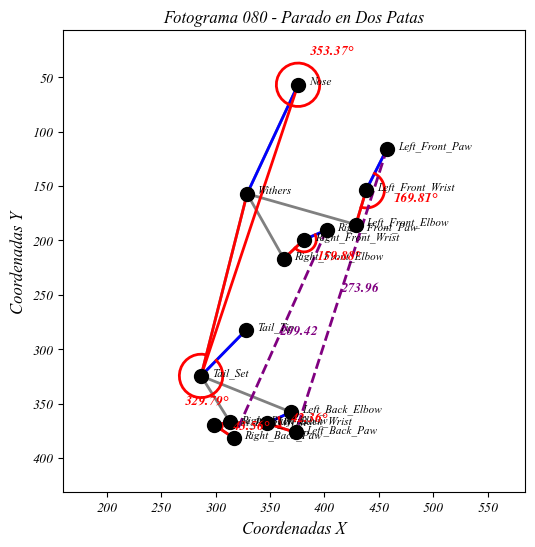 Fotograma 080 - Parado en Dos Patas
353.37°
Nose
Left_Front_Paw
Withers
Left_Front_Wrist
169.81°
Left_Front_Elbow
Right_Front_Paw
Right_Front_Wrist
Right_Front_Elbow
273.96
Tail_Tip
209.42
Tail_Set
329.79°
Left_Back_Elbow
Left_Back_Paw
Right_Back_Paw
50
100
150
200
250
300
350
400
Coordenadas Y
200
250
300
350
400
450
500
550
Coordenadas X